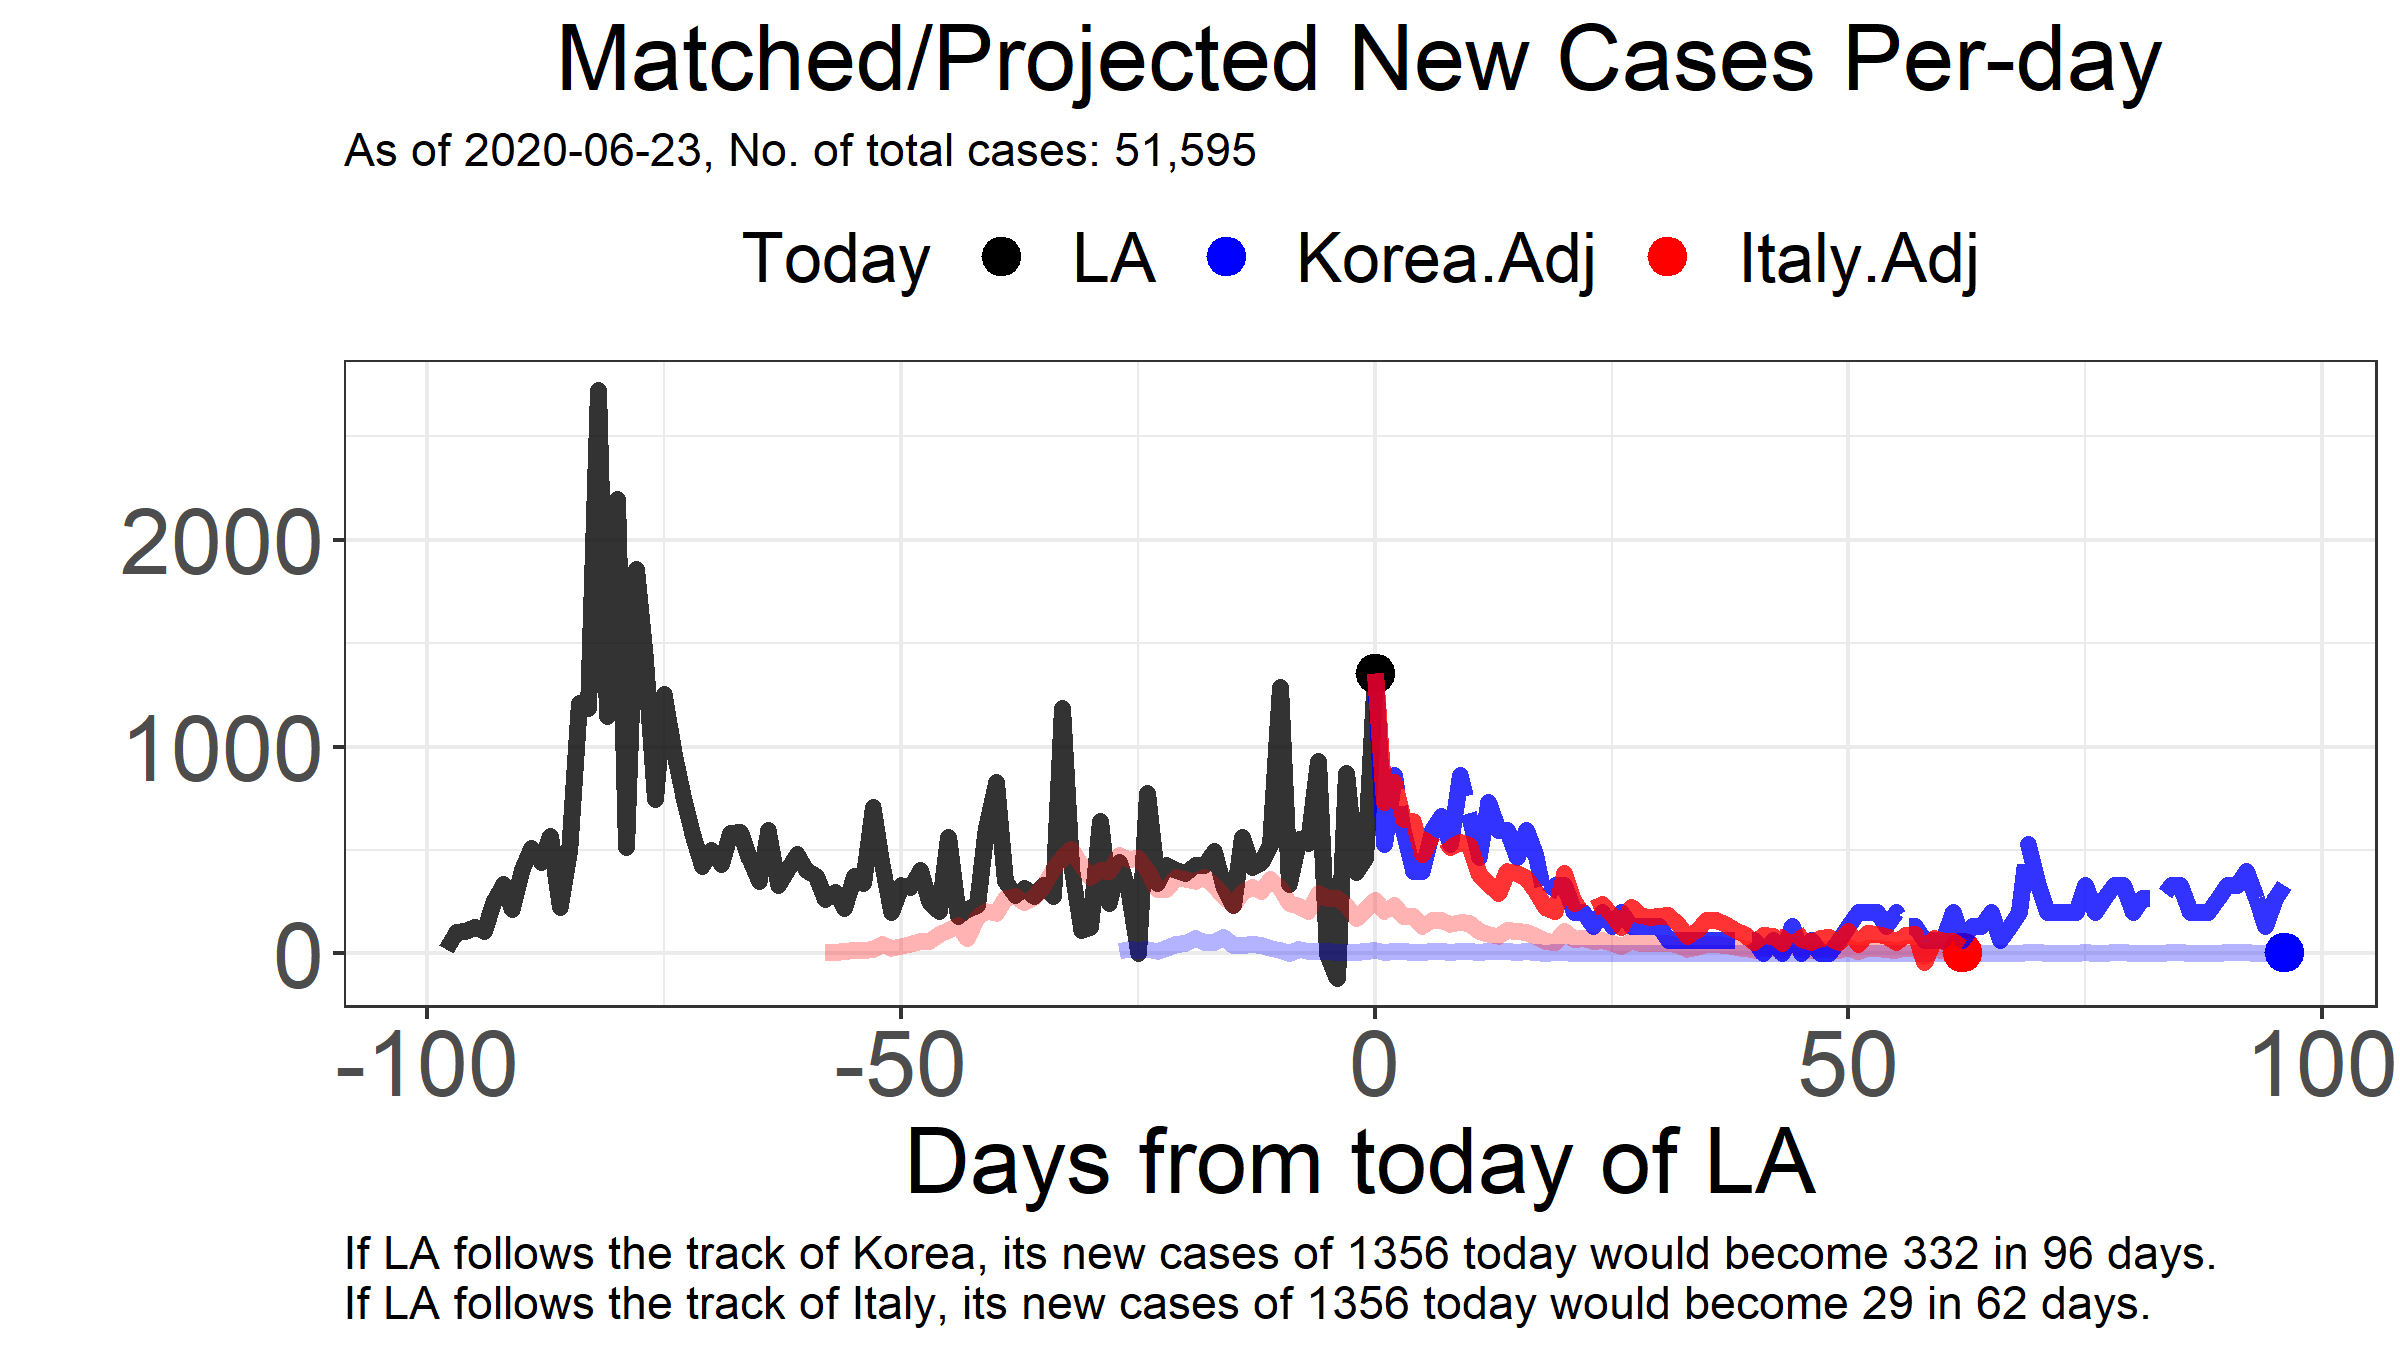 Matched/Projected New Cases Per-day
As of 2020-06-23, No. of total cases: 51,595
Today LA Korea.Adj Italy.Adj
2000
1000
0
-100 -50 0 50 100
Days from today of LA
If LA follows the track of Korea, its new cases of 1356 today would become 332 in 96 days.
If LA follows the track of Italy, its new cases of 1356 today would become 29 in 62 days.